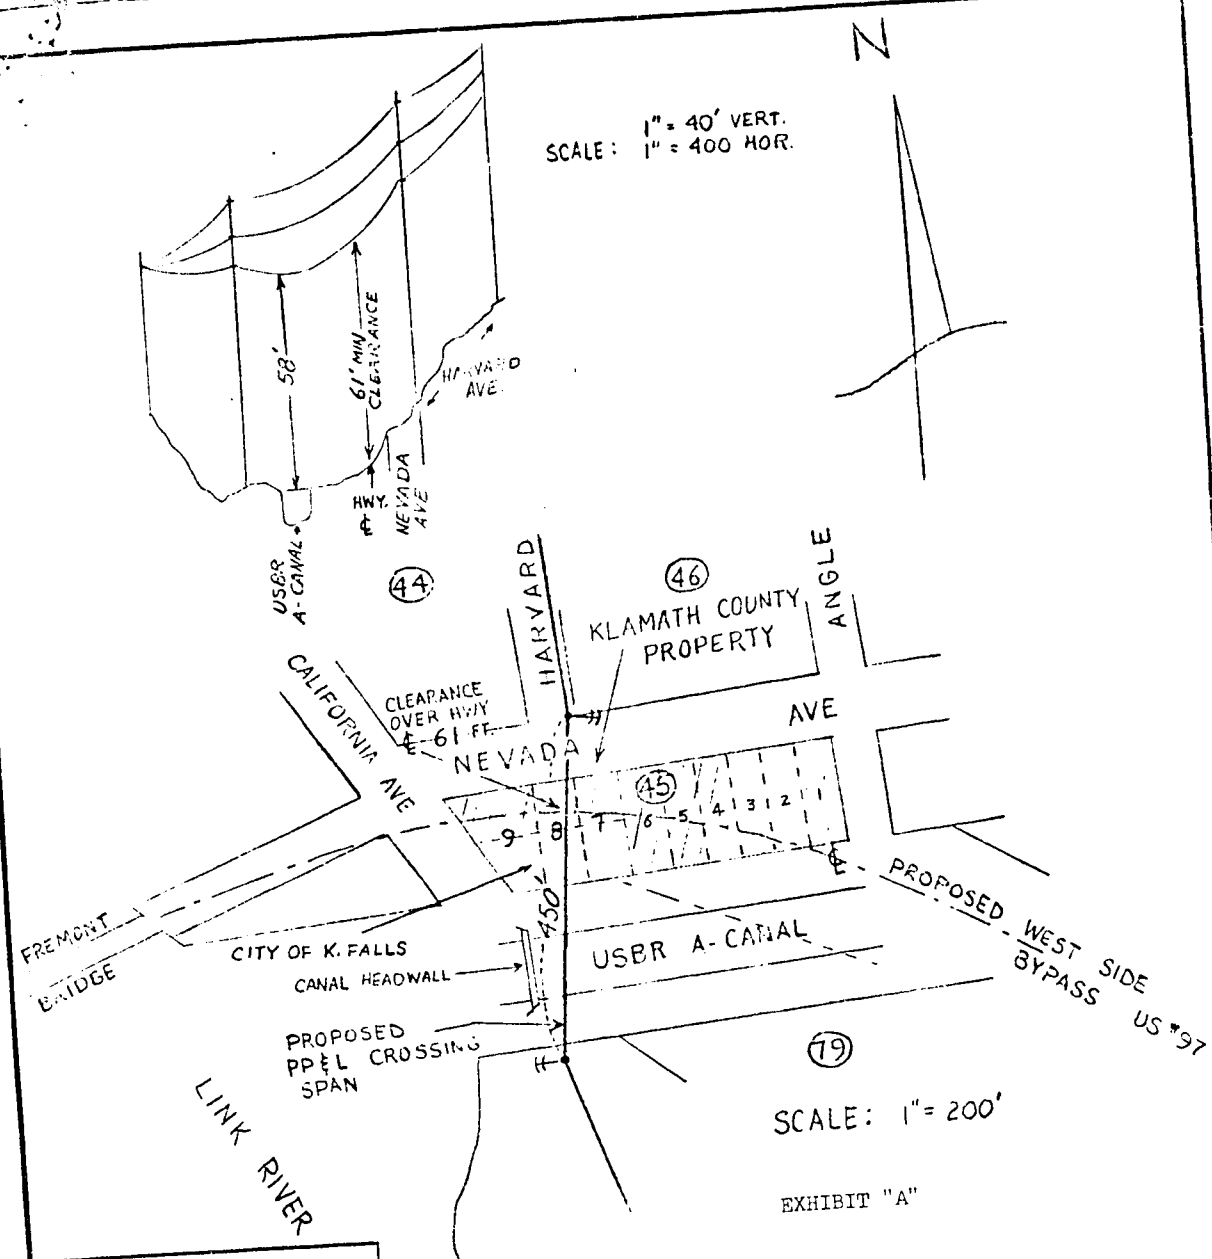 N
1" = 40' VERT.
SCALE: 1" = 400 HOR.
58'
61' MIN
CLEARANCE
HARVARD
AVE.
HWY.
℄
NEVADA
AVE
USBR
A-CANAL
44
HARVARD
46
ANGLE
KLAMATH COUNTY
PROPERTY
CALIFORNIA AVE
CLEARANCE
OVER HWY
℄ 61 FT.
NEVADA
AVE
45
9
8
7
6
5
4
3
2
1
℄
PROPOSED WEST SIDE
BYPASS US #97
450'
USBR A-CANAL
FREMONT
BRIDGE
CITY OF K. FALLS
CANAL HEADWALL
PROPOSED
PP&L CROSSING
SPAN
79
LINK RIVER
SCALE: 1" = 200'
EXHIBIT "A"